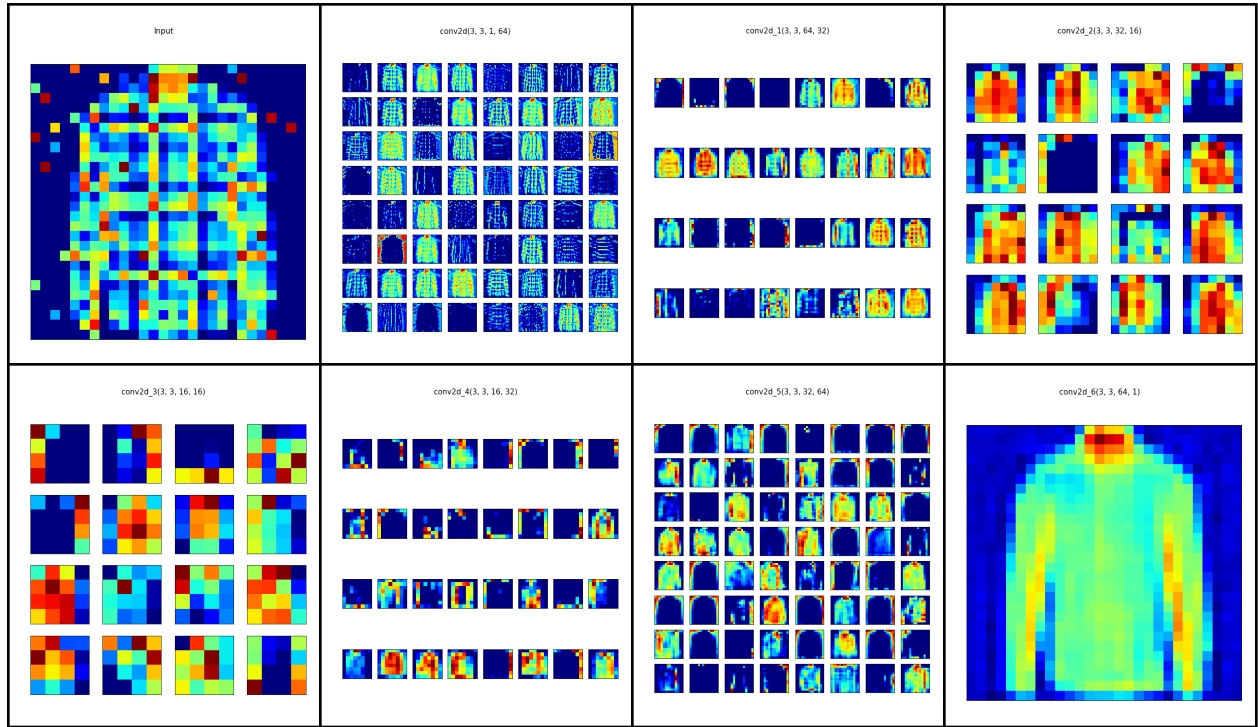 Input
conv2d(3, 3, 1, 64)
conv2d_1(3, 3, 64, 32)
conv2d_2(3, 3, 32, 16)
conv2d_3(3, 3, 16, 16)
conv2d_4(3, 3, 16, 32)
conv2d_5(3, 3, 32, 64)
conv2d_6(3, 3, 64, 1)